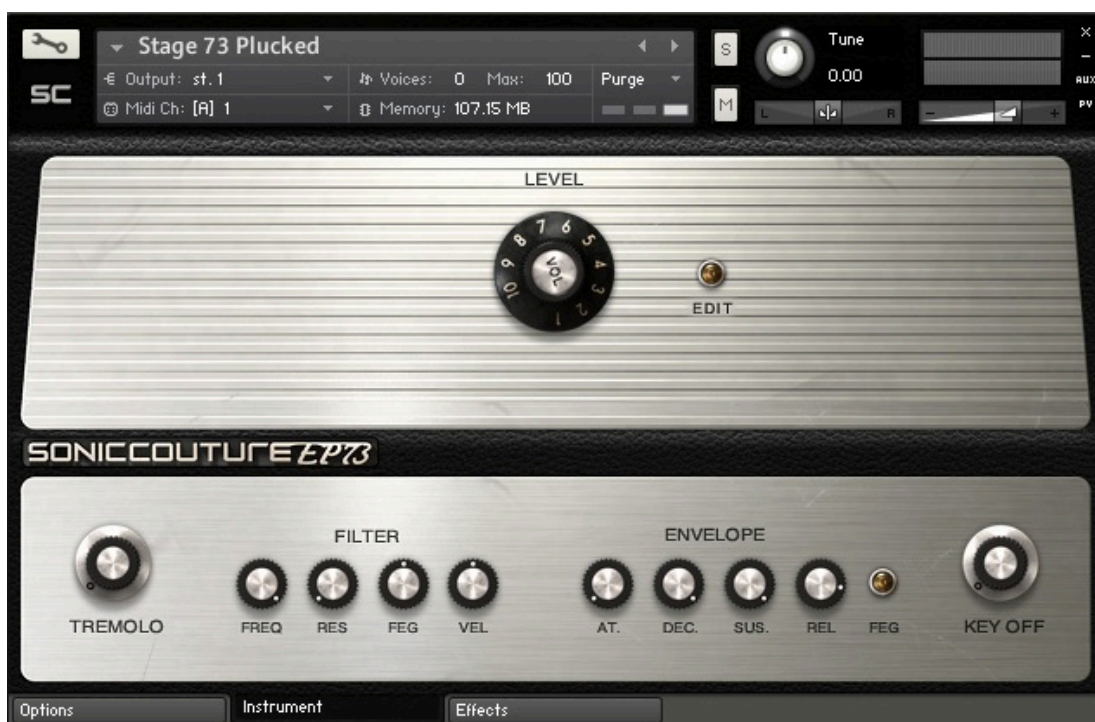 Stage 73 Plucked
Output: st.1 Voices: 0 Max: 100 Purge
Midi Ch: [A] 1 Memory: 107.15 MB
SC
S
M
Tune
0.00
L R
- +
×
-
AUX
PV
LEVEL
10 9 8 7 6 5 4 3 2 1
VOL
EDIT
SONICCOUTURE EP73
FILTER
ENVELOPE
TREMOLO FREQ RES FEG VEL AT. DEC. SUS. REL FEG KEY OFF
Options Instrument Effects